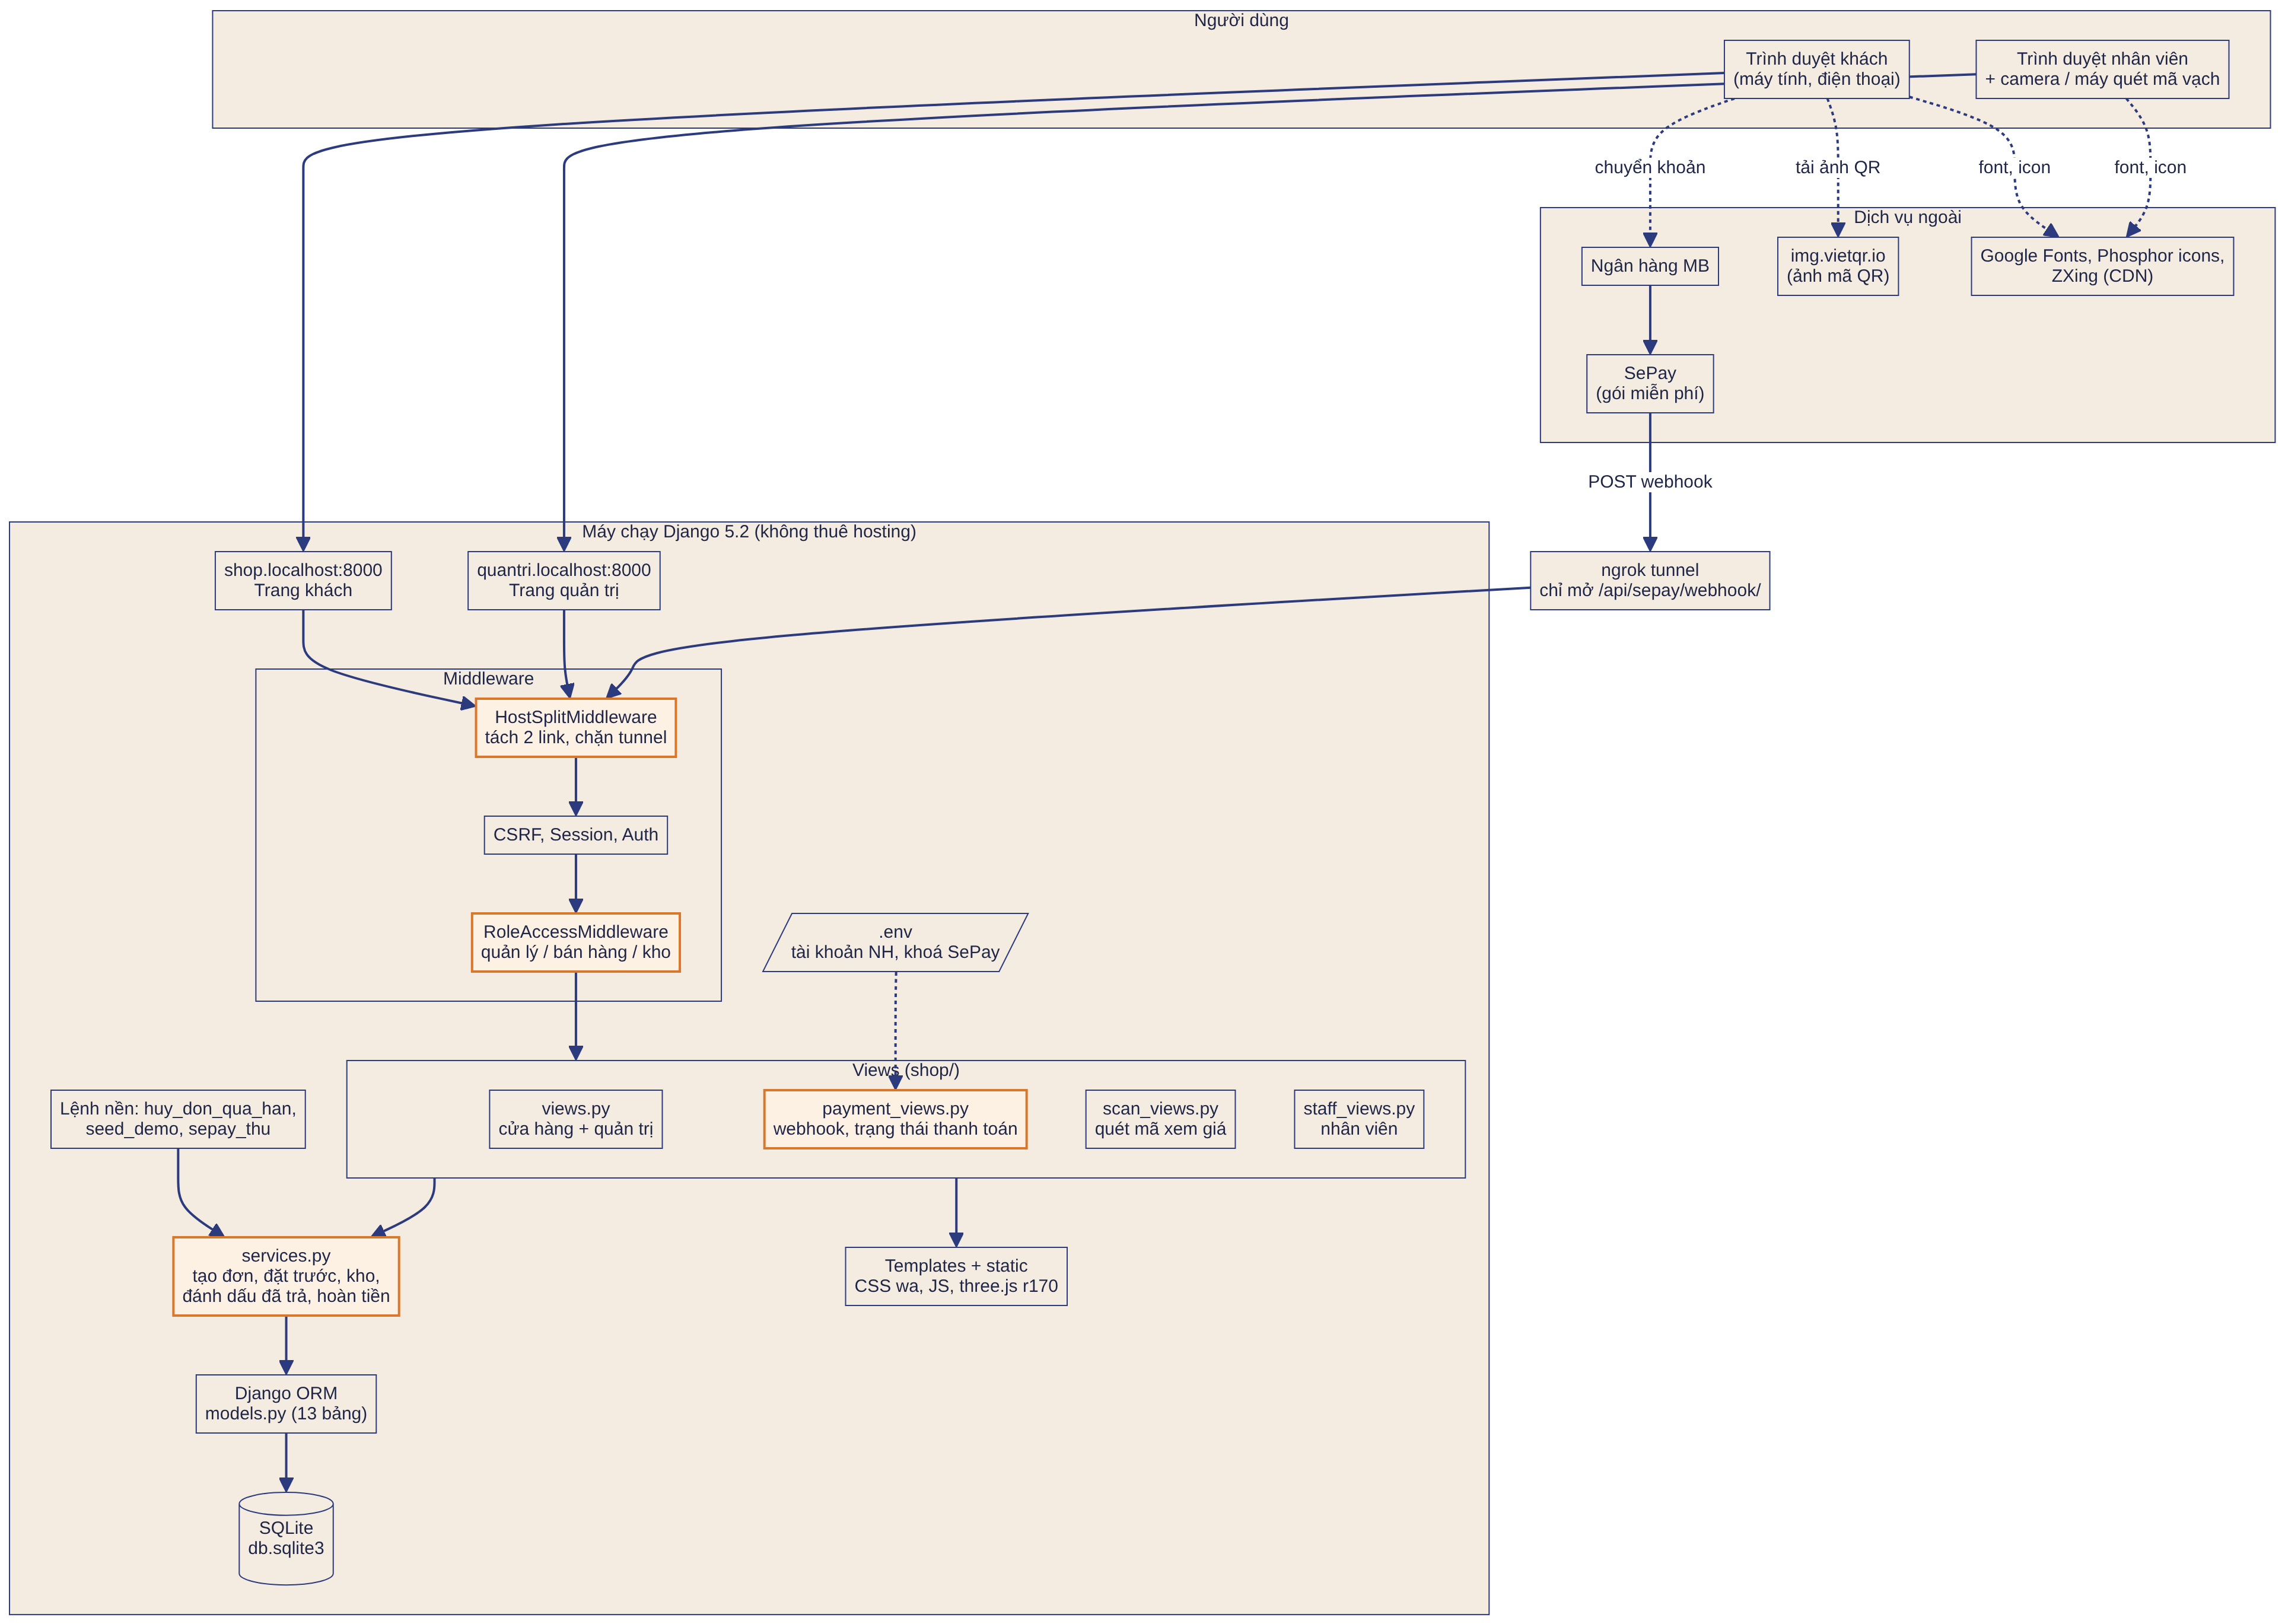 Người dùng
Trình duyệt khách
(máy tính, điện thoại)
Trình duyệt nhân viên
+ camera / máy quét mã vạch
chuyển khoản
tải ảnh QR
font, icon
font, icon
Dịch vụ ngoài
Ngân hàng MB
img.vietqr.io
(ảnh mã QR)
Google Fonts, Phosphor icons,
ZXing (CDN)
SePay
(gói miễn phí)
POST webhook
Máy chạy Django 5.2 (không thuê hosting)
shop.localhost:8000
Trang khách
quantri.localhost:8000
Trang quản trị
ngrok tunnel
chỉ mở /api/sepay/webhook/
Middleware
HostSplitMiddleware
tách 2 link, chặn tunnel
CSRF, Session, Auth
RoleAccessMiddleware
quản lý / bán hàng / kho
.env
tài khoản NH, khoá SePay
Views (shop/)
Lệnh nền: huy_don_qua_han,
seed_demo, sepay_thu
views.py
cửa hàng + quản trị
payment_views.py
webhook, trạng thái thanh toán
scan_views.py
quét mã xem giá
staff_views.py
nhân viên
services.py
tạo đơn, đặt trước, kho,
đánh dấu đã trả, hoàn tiền
Templates + static
CSS wa, JS, three.js r170
Django ORM
models.py (13 bảng)
SQLite
db.sqlite3